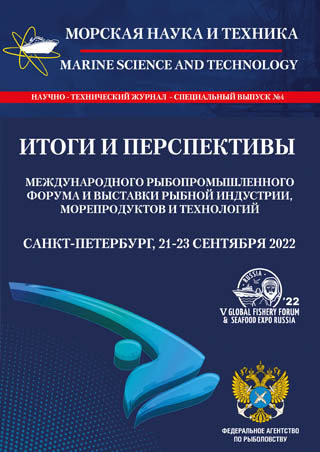 МОРСКАЯ НАУКА И ТЕХНИКА
MARINE SCIENCE AND TECHNOLOGY
НАУЧНО - ТЕХНИЧЕСКИЙ ЖУРНАЛ - СПЕЦИАЛЬНЫЙ ВЫПУСК №4
ИТОГИ И ПЕРСПЕКТИВЫ
МЕЖДУНАРОДНОГО РЫБОПРОМЫШЛЕННОГО
ФОРУМА И ВЫСТАВКИ РЫБНОЙ ИНДУСТРИИ,
МОРЕПРОДУКТОВ И ТЕХНОЛОГИЙ
САНКТ-ПЕТЕРБУРГ, 21-23 СЕНТЯБРЯ 2022
RUSSIA
'22
V GLOBAL FISHERY FORUM
& SEAFOOD EXPO RUSSIA
ФЕДЕРАЛЬНОЕ АГЕНТСТВО
ПО РЫБОЛОВСТВУ